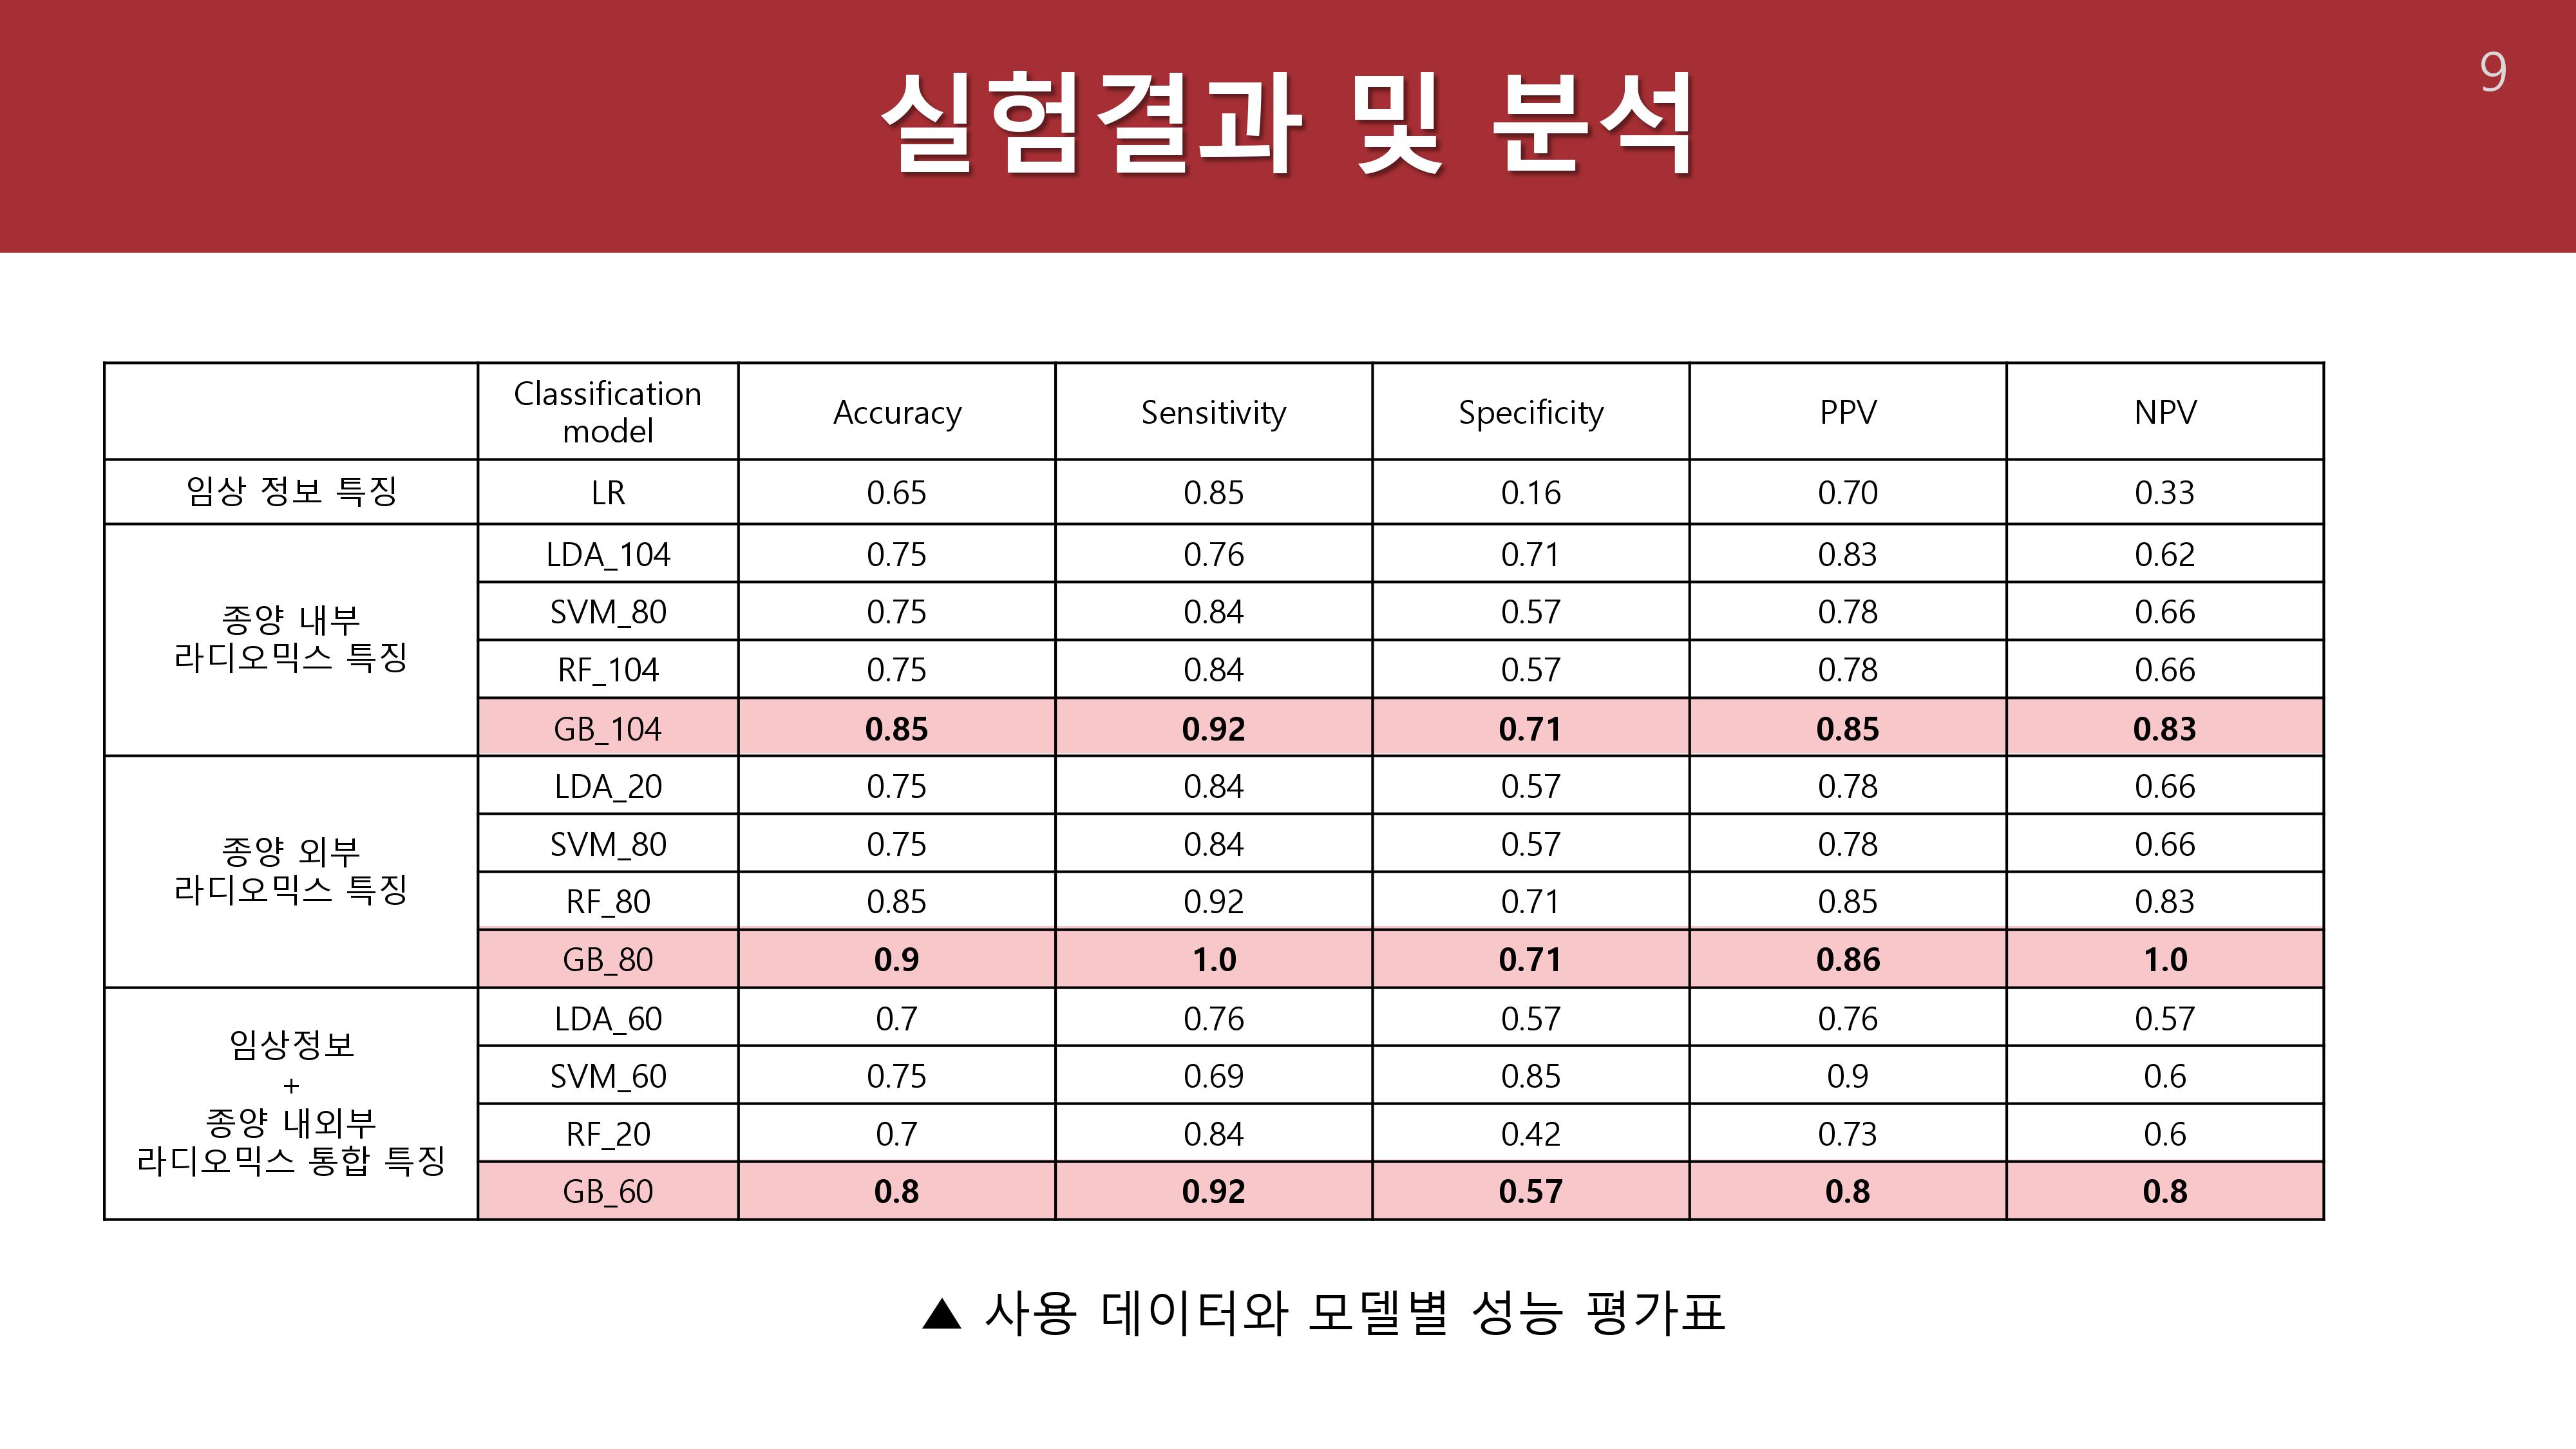 9
실험결과 및 분석
Classification model Accuracy Sensitivity Specificity PPV NPV
임상 정보 특징 LR 0.65 0.85 0.16 0.70 0.33
종양 내부
라디오믹스 특징
LDA_104 0.75 0.76 0.71 0.83 0.62
SVM_80 0.75 0.84 0.57 0.78 0.66
RF_104 0.75 0.84 0.57 0.78 0.66
GB_104 0.85 0.92 0.71 0.85 0.83
종양 외부
라디오믹스 특징
LDA_20 0.75 0.84 0.57 0.78 0.66
SVM_80 0.75 0.84 0.57 0.78 0.66
RF_80 0.85 0.92 0.71 0.85 0.83
GB_80 0.9 1.0 0.71 0.86 1.0
임상정보
+
종양 내외부
라디오믹스 통합 특징
LDA_60 0.7 0.76 0.57 0.76 0.57
SVM_60 0.75 0.69 0.85 0.9 0.6
RF_20 0.7 0.84 0.42 0.73 0.6
GB_60 0.8 0.92 0.57 0.8 0.8
▲ 사용 데이터와 모델별 성능 평가표